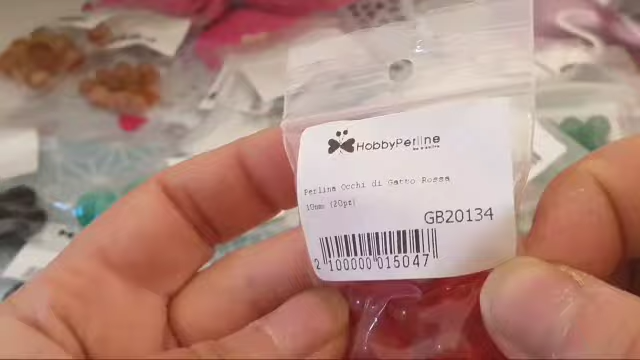 HobbyPerline
Perlina Occhi di Gatto Rossa
10mm (20pz)
GB20134
2 100000 015047